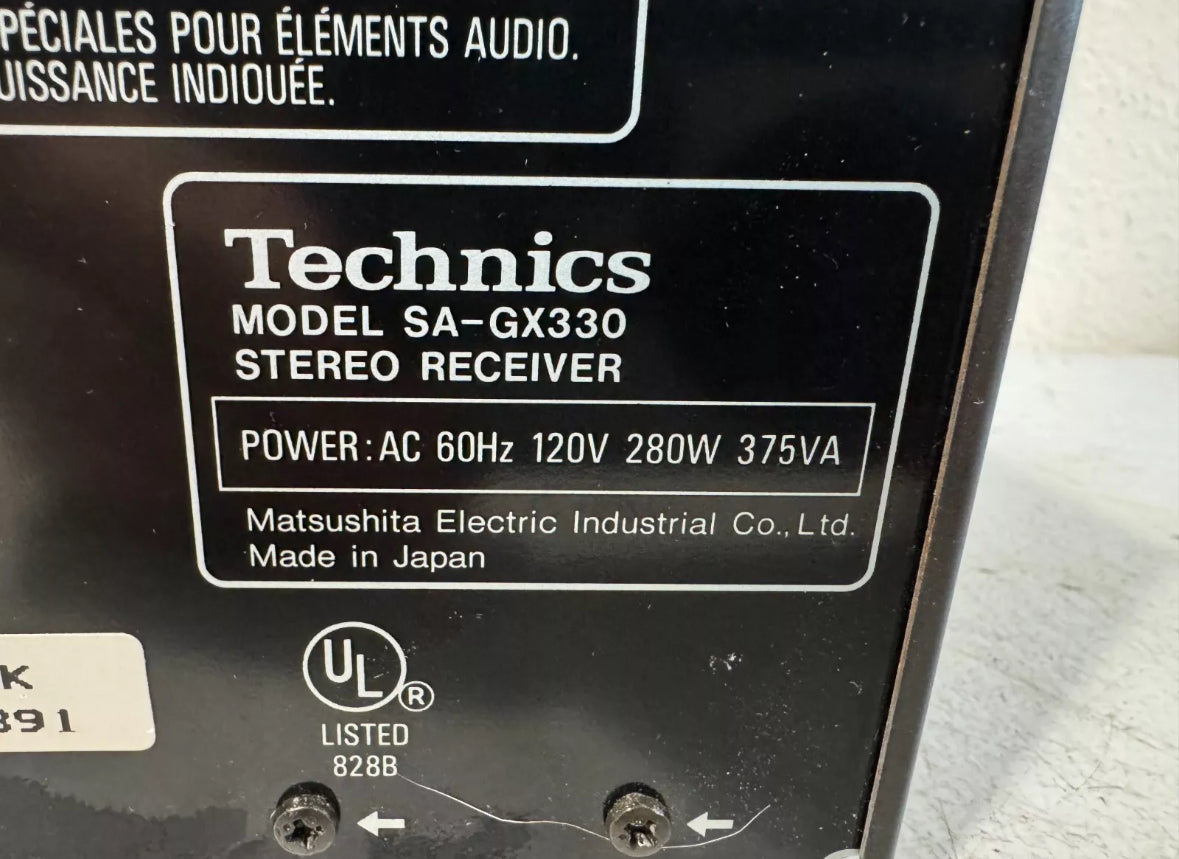 PÉCIALES POUR ÉLÉMENTS AUDIO.
UISSANCE INDIOUÉE.
Technics
MODEL SA-GX330
STEREO RECEIVER
POWER: AC 60Hz 120V 280W 375VA
Matsushita Electric Industrial Co., Ltd.
Made in Japan
K
891
UL®
LISTED
828B